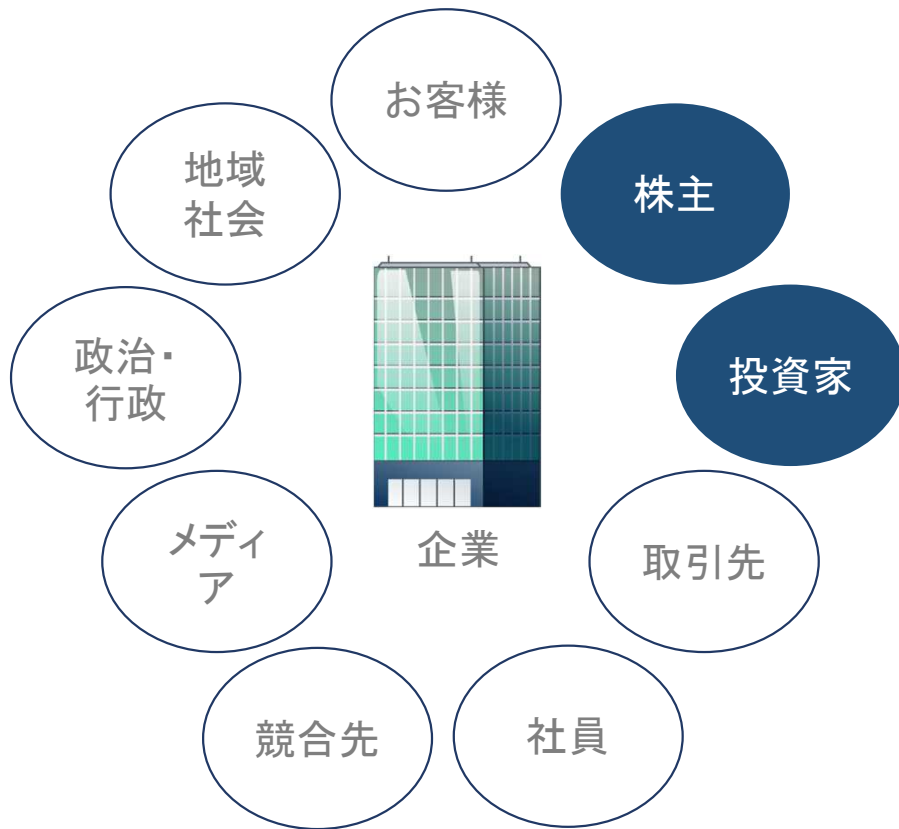 お客様
地域
社会
株主
政治・
行政
投資家
メディ
ア
企業
取引先
競合先
社員